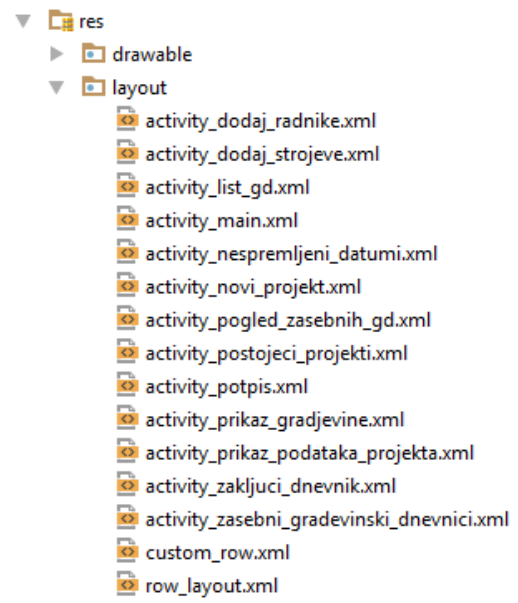 res
drawable
layout
activity_dodaj_radnike.xml
activity_dodaj_strojeve.xml
activity_list_gd.xml
activity_main.xml
activity_nespremljeni_datumi.xml
activity_novi_projekt.xml
activity_pogled_zasebnih_gd.xml
activity_postojeci_projekti.xml
activity_potpis.xml
activity_prikaz_gradjevine.xml
activity_prikaz_podataka_projekta.xml
activity_zakljuci_dnevnik.xml
activity_zasebni_gradevinski_dnevnici.xml
custom_row.xml
row_layout.xml